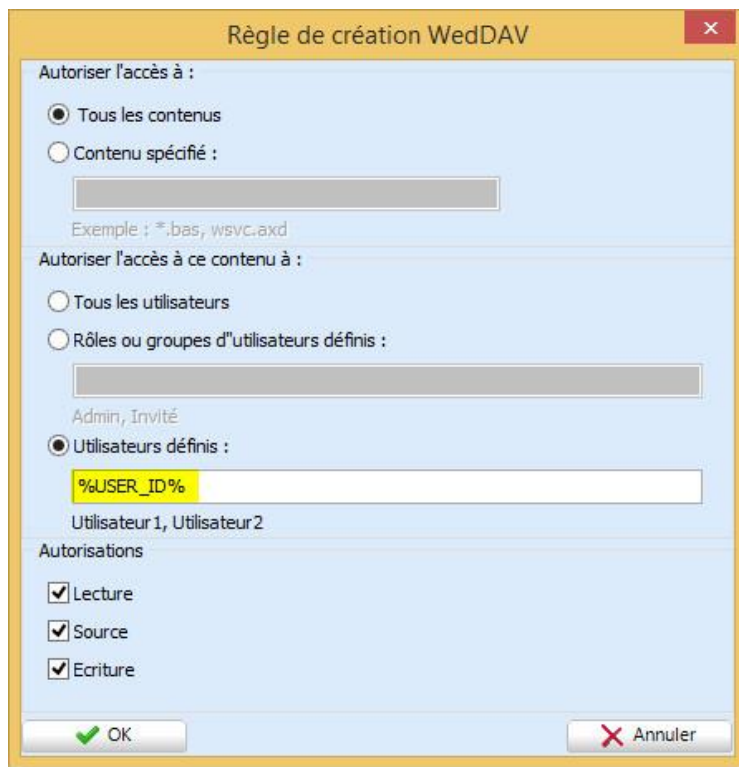 Règle de création WedDAV
Autoriser l'accès à :
Tous les contenus
Contenu spécifié :
Exemple : *.bas, wsvc.axd
Autoriser l'accès à ce contenu à :
Tous les utilisateurs
Rôles ou groupes d"utilisateurs définis :
Admin, Invité
Utilisateurs définis :
%USER_ID%
Utilisateur1, Utilisateur2
Autorisations
Lecture
Source
Ecriture
OK Annuler